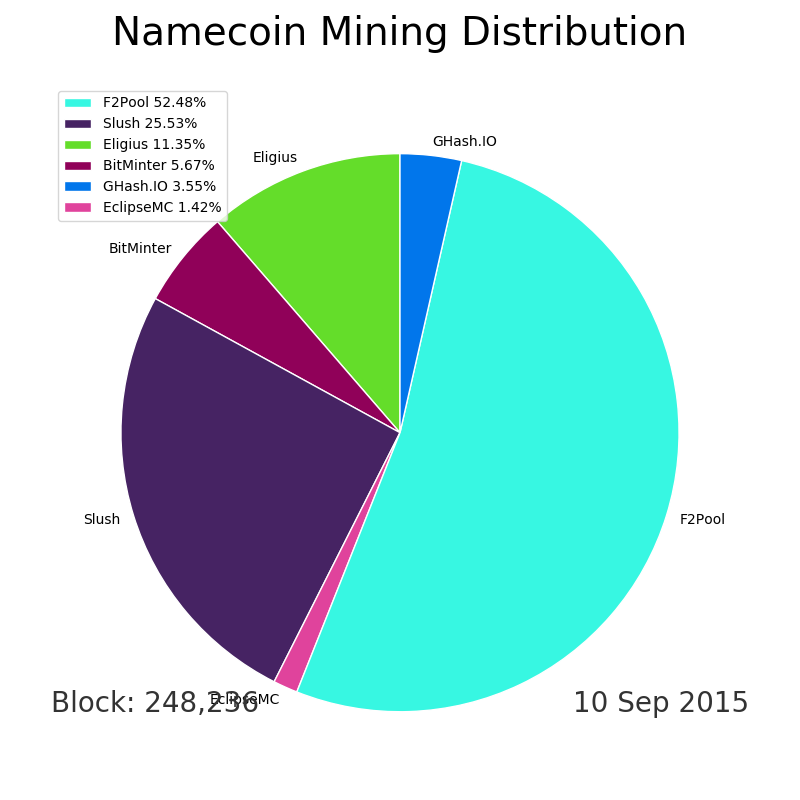 Namecoin Mining Distribution
F2Pool 52.48%
Slush 25.53%
Eligius 11.35%
BitMinter 5.67%
GHash.IO 3.55%
EclipseMC 1.42%
GHash.IO
Eligius
BitMinter
Slush
F2Pool
EclipseMC
Block: 248,236
10 Sep 2015